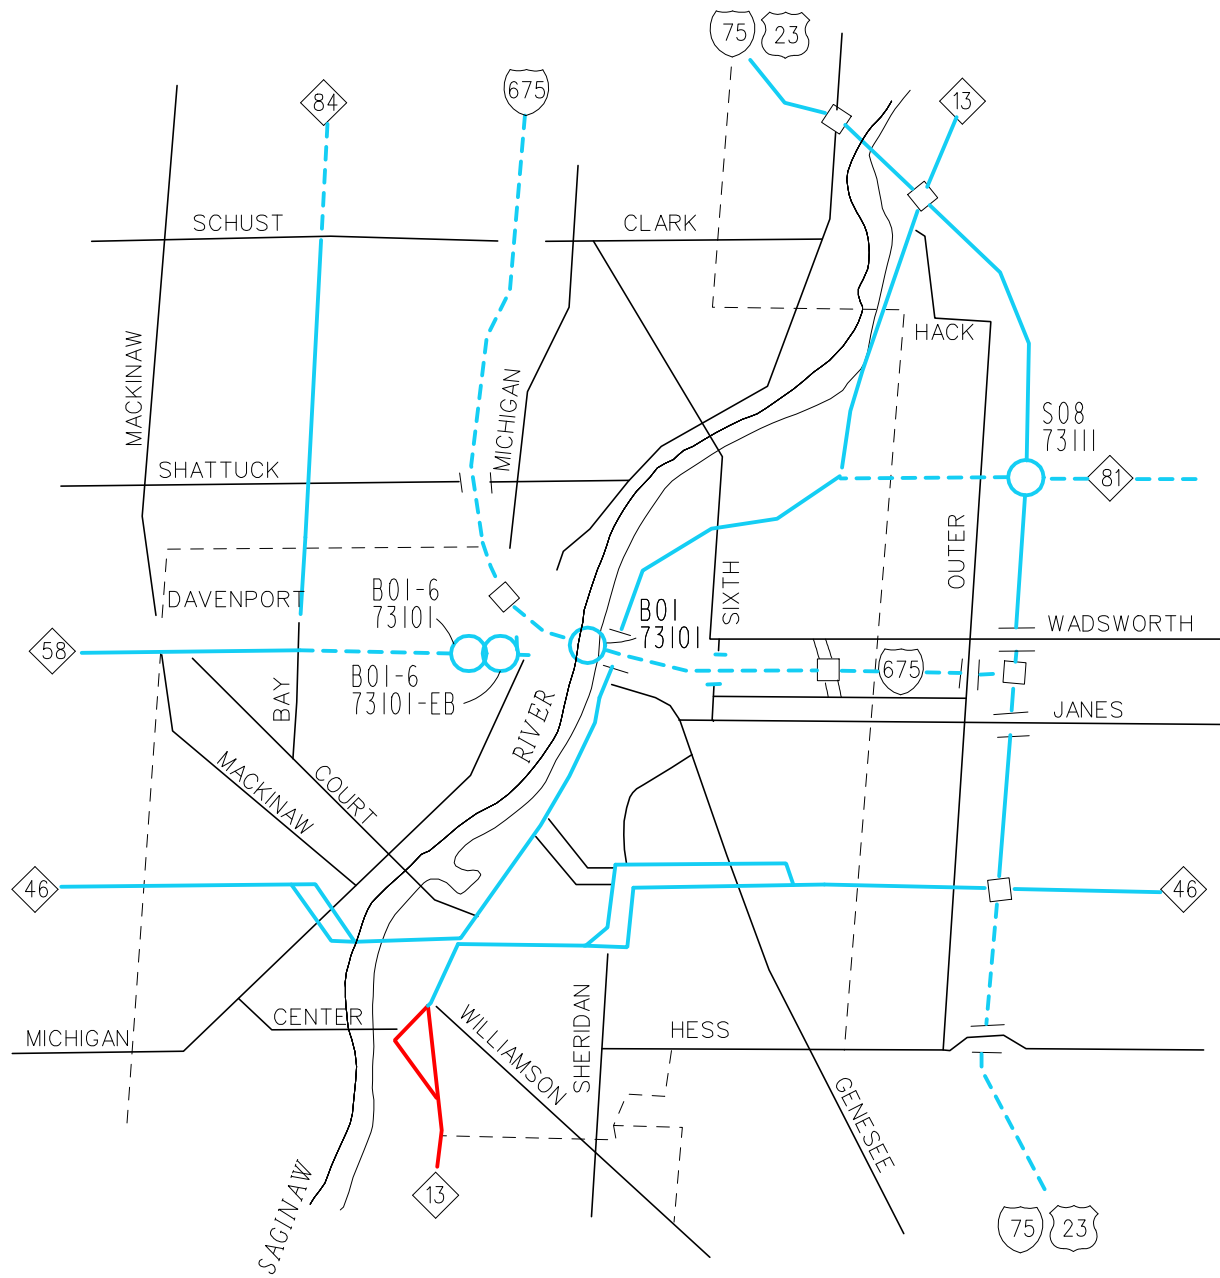 75 23
84
675
13
SCHUST
CLARK
HACK
MACKINAW
MICHIGAN
SHATTUCK
S08
73111
81
OUTER
SIXTH
DAVENPORT
B01-6
73101
B01
73101
WADSWORTH
58
B01-6
73101-EB
675
BAY
RIVER
JANES
MACKINAW
COURT
46
46
CENTER
MICHIGAN
WILLIAMSON
SHERIDAN
HESS
GENESEE
SAGINAW
13
75 23